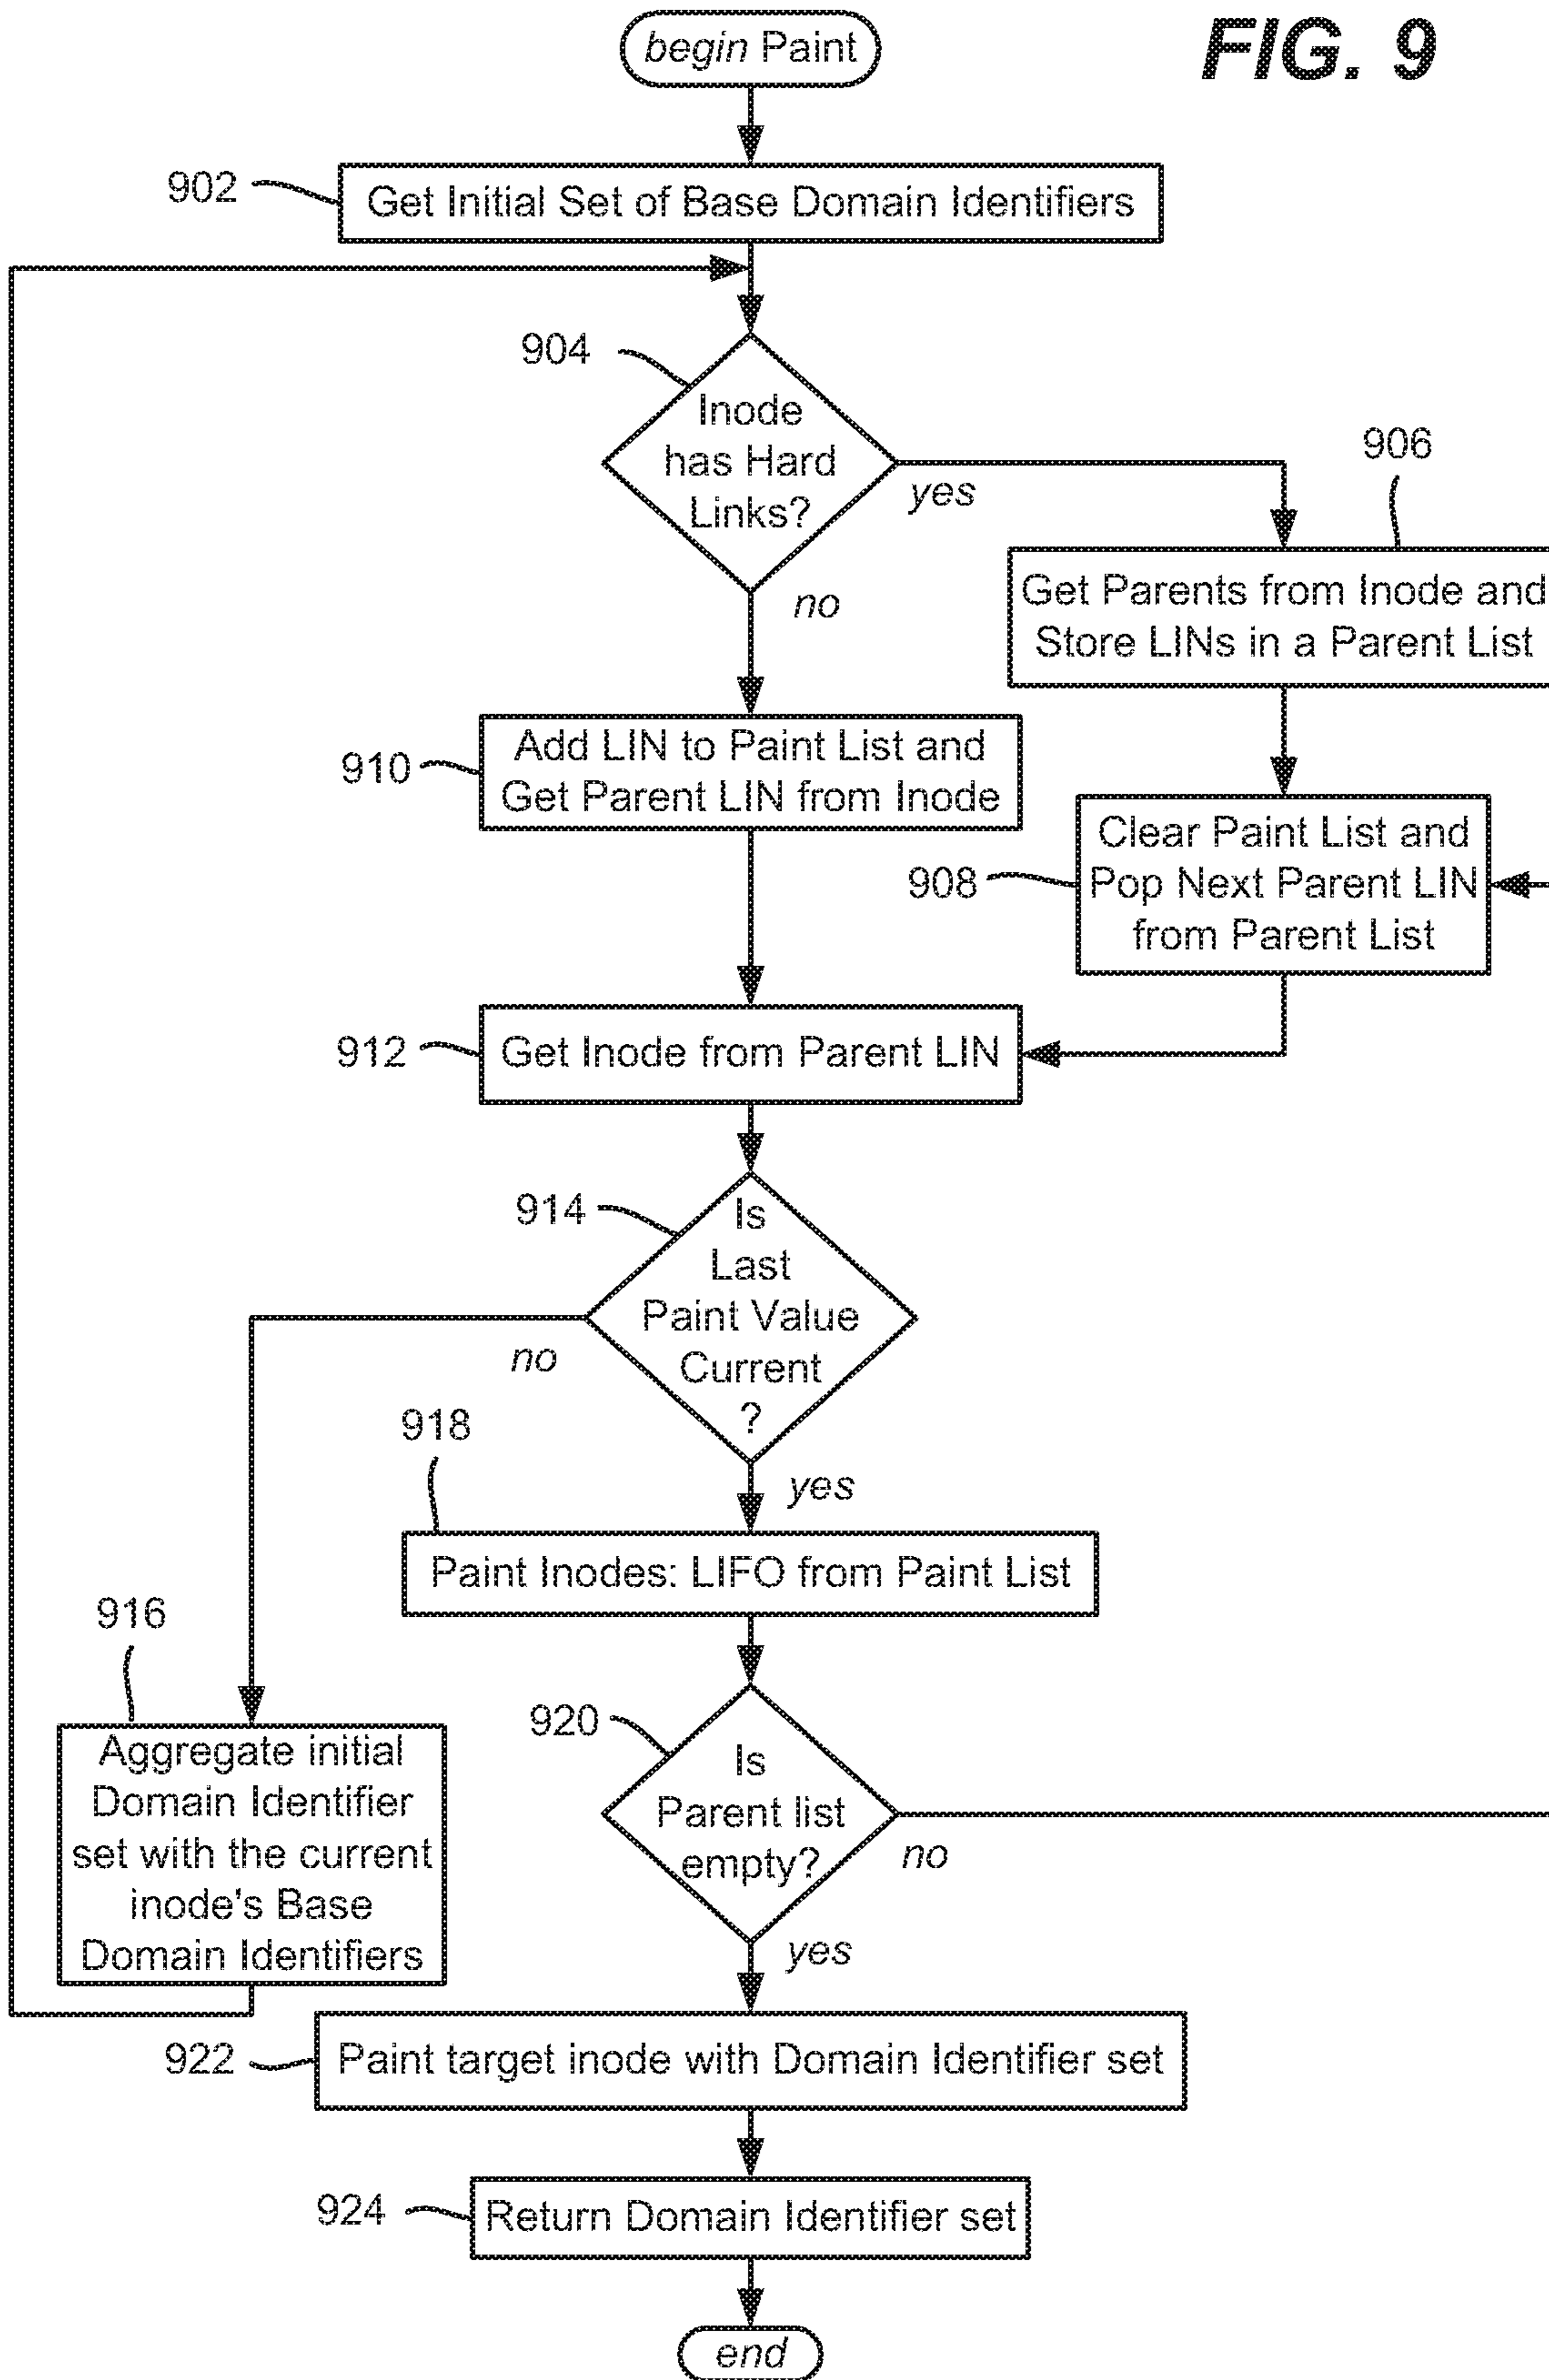 FIG. 9
begin Paint
902
Get Initial Set of Base Domain Identifiers
904
Inode
has Hard
Links?
yes
no
906
Get Parents from Inode and
Store LINs in a Parent List
910
Add LIN to Paint List and
Get Parent LIN from Inode
908
Clear Paint List and
Pop Next Parent LIN
from Parent List
912
Get Inode from Parent LIN
914
Is
Last
Paint Value
Current
?
no
yes
918
Paint Inodes: LIFO from Paint List
916
Aggregate initial
Domain Identifier
set with the current
inode's Base
Domain Identifiers
920
Is
Parent list
empty?
no
yes
922
Paint target inode with Domain Identifier set
924
Return Domain Identifier set
end